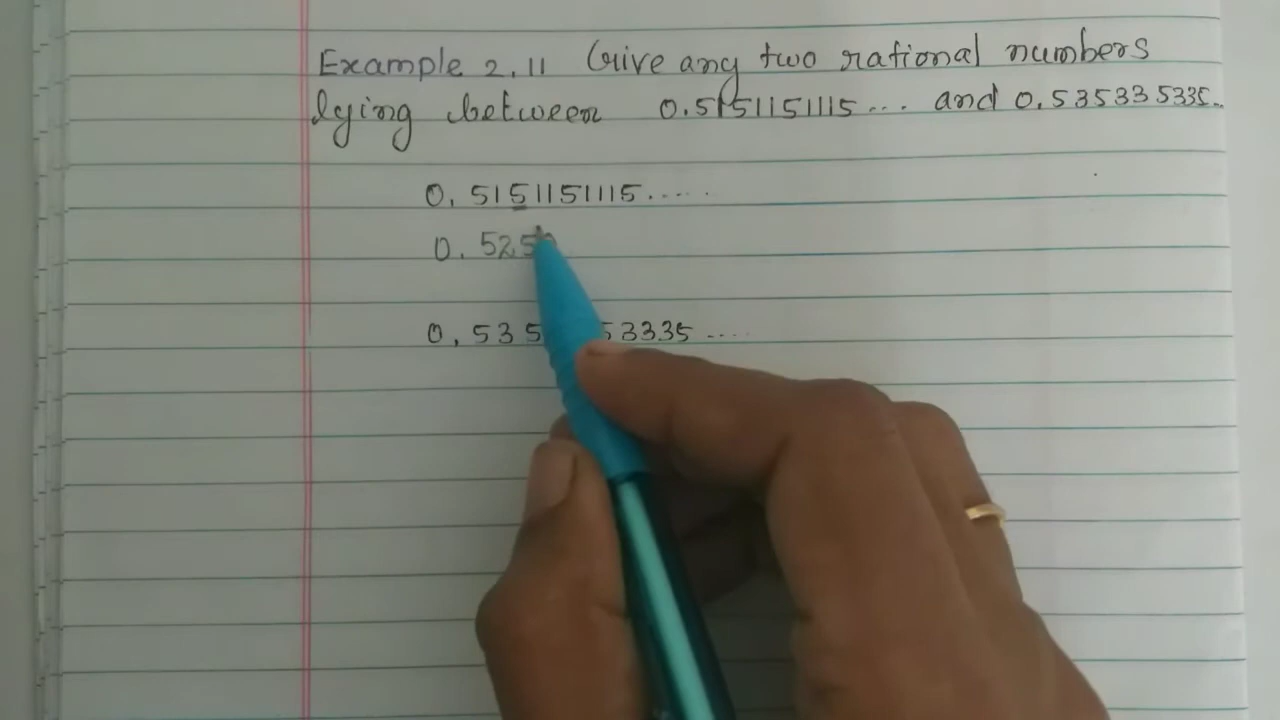 Example 2.11 Give any two rational numbers
lying between 0.5151151115... and 0.535335335..
0.5151151115.....
0.525
0.535 53335 ....